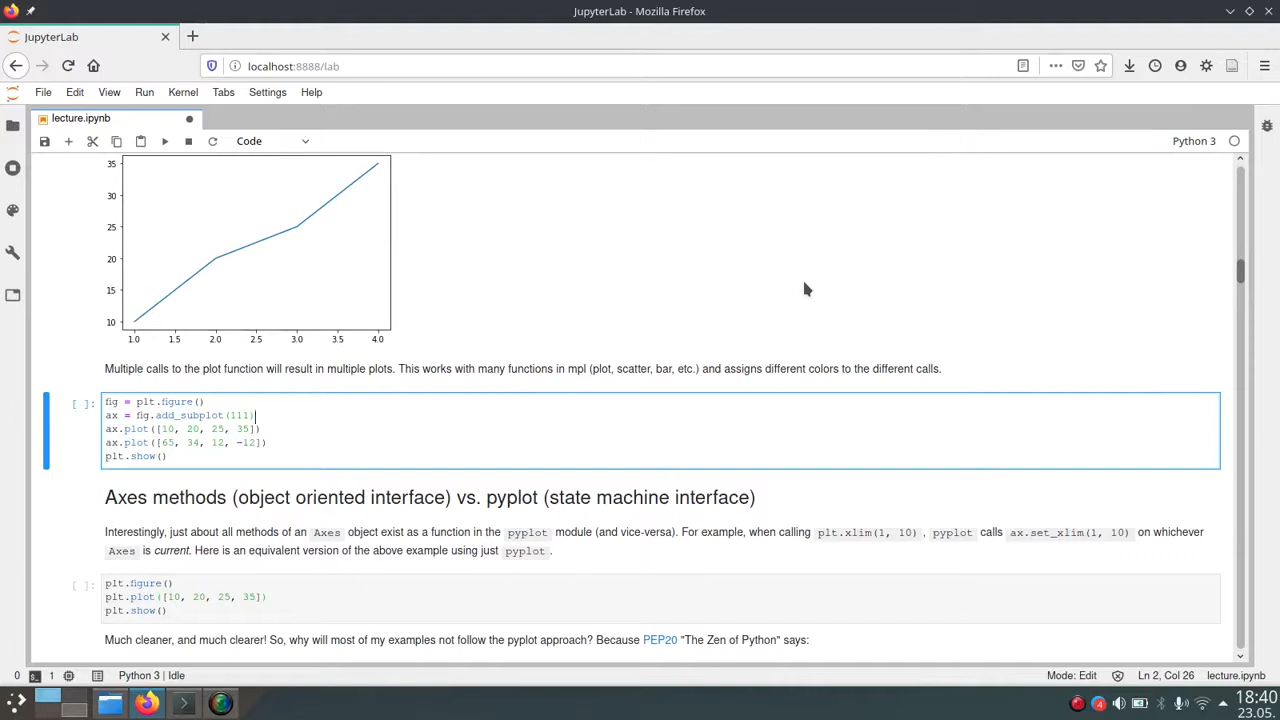 JupyterLab - Mozilla Firefox
JupyterLab
localhost:8888/lab
File Edit View Run Kernel Tabs Settings Help
lecture.ipynb
Code
Python 3
35
30
25
20
15
10
1.0 1.5 2.0 2.5 3.0 3.5 4.0
Multiple calls to the plot function will result in multiple plots. This works with many functions in mpl (plot, scatter, bar, etc.) and assigns different colors to the different calls.
[ ]: fig = plt.figure()
ax = fig.add_subplot(111)
ax.plot([10, 20, 25, 35])
ax.plot([65, 34, 12, -12])
plt.show()
Axes methods (object oriented interface) vs. pyplot (state machine interface)
Interestingly, just about all methods of an Axes object exist as a function in the pyplot module (and vice-versa). For example, when calling plt.xlim(1, 10), pyplot calls ax.set_xlim(1, 10) on whichever
Axes is current. Here is an equivalent version of the above example using just pyplot.
[ ]: plt.figure()
plt.plot([10, 20, 25, 35])
plt.show()
Much cleaner, and much clearer! So, why will most of my examples not follow the pyplot approach? Because PEP20 "The Zen of Python" says:
0 1 Python 3 | Idle Mode: Edit Ln 2, Col 26 lecture.ipynb
4
18:40
23.05.